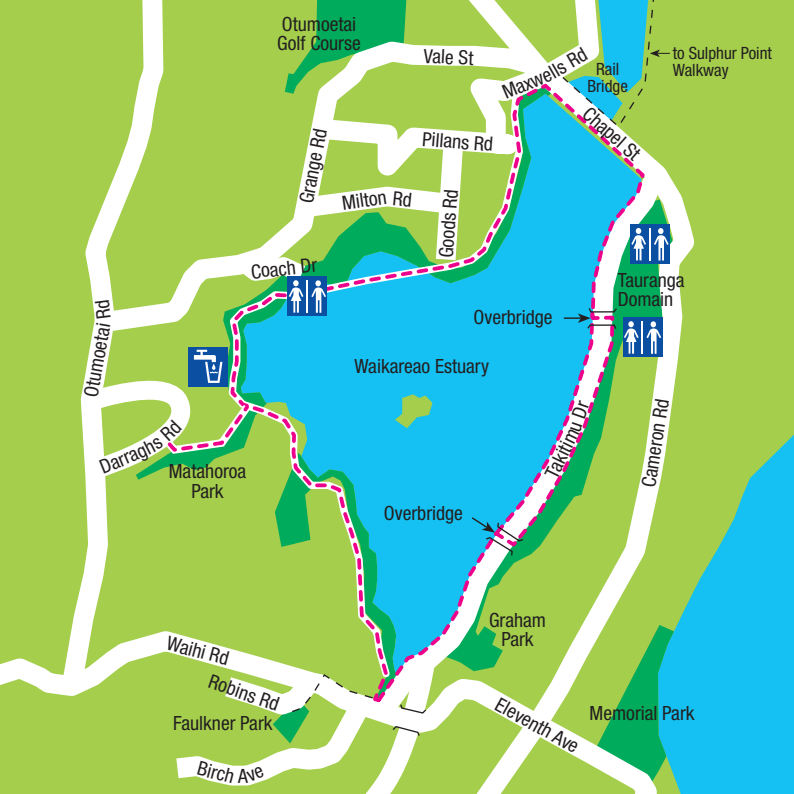 Otumoetai
Golf Course
Vale St
Maxwells Rd
Rail
Bridge
to Sulphur Point
Walkway
Chapel St
Pillans Rd
Grange Rd
Milton Rd
Goods Rd
Coach Dr
Tauranga
Domain
Otumoetai Rd
Overbridge
Waikareao Estuary
Takitimu Dr
Cameron Rd
Darraghs Rd
Matahoroa
Park
Overbridge
Graham
Park
Waihi Rd
Robins Rd
Faulkner Park
Eleventh Ave
Memorial Park
Birch Ave